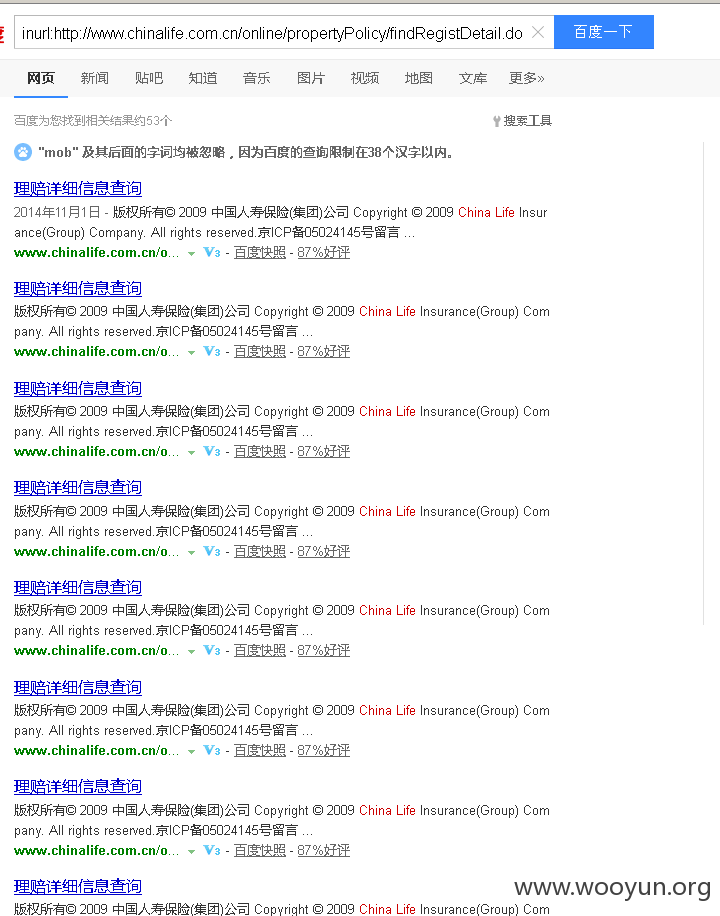 inurl:http://www.chinalife.com.cn/online/propertyPolicy/findRegistDetail.do
百度一下
网页 新闻 贴吧 知道 音乐 图片 视频 地图 文库 更多»
百度为您找到相关结果约53个 搜索工具
"mob" 及其后面的字词均被忽略，因为百度的查询限制在38个汉字以内。
理赔详细信息查询
2014年11月1日 - 版权所有© 2009 中国人寿保险(集团)公司 Copyright © 2009 China Life Insur
ance(Group) Company. All rights reserved.京ICP备05024145号留言 ...
www.chinalife.com.cn/o... V3 - 百度快照 - 87%好评
理赔详细信息查询
版权所有© 2009 中国人寿保险(集团)公司 Copyright © 2009 China Life Insurance(Group) Com
pany. All rights reserved.京ICP备05024145号留言 ...
www.chinalife.com.cn/o... V3 - 百度快照 - 87%好评
理赔详细信息查询
版权所有© 2009 中国人寿保险(集团)公司 Copyright © 2009 China Life Insurance(Group) Com
pany. All rights reserved.京ICP备05024145号留言 ...
www.chinalife.com.cn/o... V3 - 百度快照 - 87%好评
理赔详细信息查询
版权所有© 2009 中国人寿保险(集团)公司 Copyright © 2009 China Life Insurance(Group) Com
pany. All rights reserved.京ICP备05024145号留言 ...
www.chinalife.com.cn/o... V3 - 百度快照 - 87%好评
理赔详细信息查询
版权所有© 2009 中国人寿保险(集团)公司 Copyright © 2009 China Life Insurance(Group) Com
pany. All rights reserved.京ICP备05024145号留言 ...
www.chinalife.com.cn/o... V3 - 百度快照 - 87%好评
理赔详细信息查询
版权所有© 2009 中国人寿保险(集团)公司 Copyright © 2009 China Life Insurance(Group) Com
pany. All rights reserved.京ICP备05024145号留言 ...
www.chinalife.com.cn/o... V3 - 百度快照 - 87%好评
理赔详细信息查询
版权所有© 2009 中国人寿保险(集团)公司 Copyright © 2009 China Life Insurance(Group) Com
pany. All rights reserved.京ICP备05024145号留言 ...
www.chinalife.com.cn/o... V3 - 百度快照 - 87%好评
理赔详细信息查询
版权所有© 2009 中国人寿保险(集团)公司 Copyright © 2009 China Life Insurance(Group) Com
www.wooyun.org